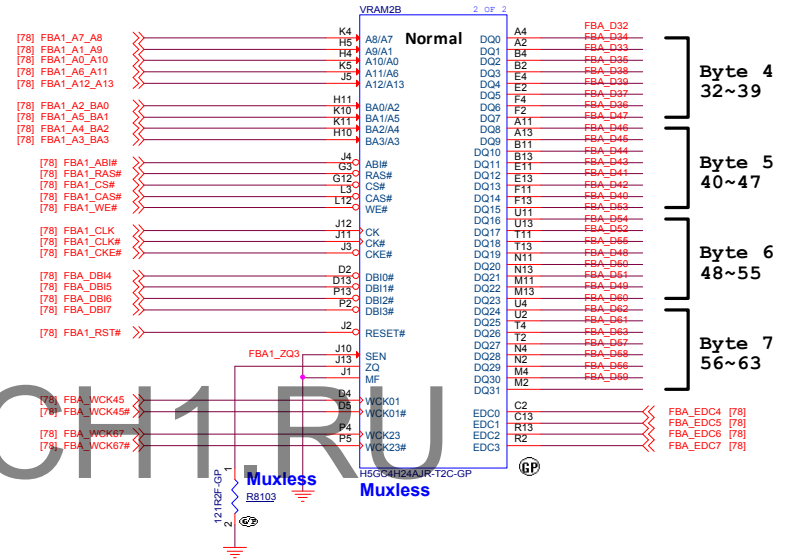 VRAM2B 2 OF 2
Normal
[78] FBA1_A7_A8 K4 A8/A7
[78] FBA1_A1_A9 H5 A9/A1
[78] FBA1_A0_A10 H4 A10/A0
[78] FBA1_A6_A11 K5 A11/A6
[78] FBA1_A12_A13 J5 A12/A13
[78] FBA1_A2_BA0 H11 BA0/A2
[78] FBA1_A5_BA1 K10 BA1/A5
[78] FBA1_A4_BA2 K11 BA2/A4
[78] FBA1_A3_BA3 H10 BA3/A3
[78] FBA1_ABI# J4 ABI#
[78] FBA1_RAS# G3 RAS#
[78] FBA1_CS# G12 CS#
[78] FBA1_CAS# L3 CAS#
[78] FBA1_WE# L12 WE#
[78] FBA1_CLK J12 CK
[78] FBA1_CLK# J11 CK#
[78] FBA1_CKE# J3 CKE#
[78] FBA_DBI4 D2 DBI0#
[78] FBA_DBI5 D13 DBI1#
[78] FBA_DBI6 P13 DBI2#
[78] FBA_DBI7 P2 DBI3#
[78] FBA1_RST# J2 RESET#
FBA1_ZQ3 J10 SEN
J13 ZQ
J1 MF
[78] FBA_WCK45 D4 WCK01
[78] FBA_WCK45# D5 WCK01#
[78] FBA_WCK67 P4 WCK23
[78] FBA_WCK67# P5 WCK23#
DQ0 A4 FBA_D32
DQ1 A2 FBA_D34
DQ2 B4 FBA_D33
DQ3 B2 FBA_D35
DQ4 E4 FBA_D38
DQ5 E2 FBA_D39
DQ6 F4 FBA_D37
DQ7 F2 FBA_D36
DQ8 A11 FBA_D47
DQ9 A13 FBA_D46
DQ10 B11 FBA_D45
DQ11 B13 FBA_D44
DQ12 E11 FBA_D43
DQ13 E13 FBA_D41
DQ14 F11 FBA_D42
DQ15 F13 FBA_D40
DQ16 U11 FBA_D53
DQ17 U13 FBA_D54
DQ18 T11 FBA_D52
DQ19 T13 FBA_D55
DQ20 N11 FBA_D48
DQ21 N13 FBA_D50
DQ22 M11 FBA_D51
DQ23 M13 FBA_D49
DQ24 U4 FBA_D60
DQ25 U2 FBA_D62
DQ26 T4 FBA_D61
DQ27 T2 FBA_D63
DQ28 N4 FBA_D57
DQ29 N2 FBA_D58
DQ30 M4 FBA_D56
DQ31 M2 FBA_D59
EDC0 C2 FBA_EDC4 [78]
EDC1 C13 FBA_EDC5 [78]
EDC2 R13 FBA_EDC6 [78]
EDC3 R2 FBA_EDC7 [78]
Byte 4
32~39
Byte 5
40~47
Byte 6
48~55
Byte 7
56~63
H5GC4H24AJR-T2C-GP
Muxless
GP
CH1.RU
121R2F-GP
1
2
Muxless
R8103